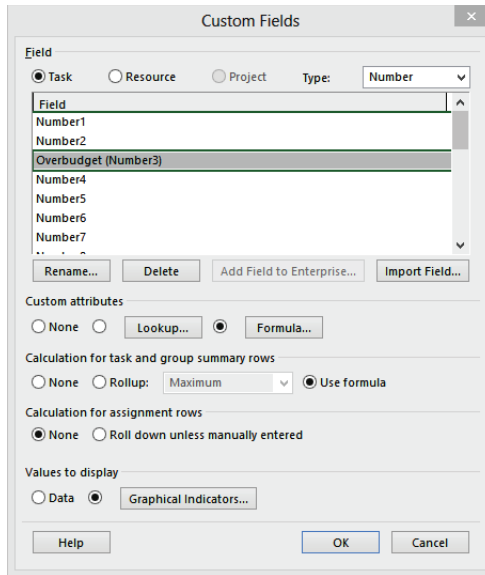 Custom Fields
Field
Task Resource Project Type: Number
Field
Number1
Number2
Overbudget (Number3)
Number4
Number5
Number6
Number7
Rename... Delete Add Field to Enterprise... Import Field...
Custom attributes
None Lookup... Formula...
Calculation for task and group summary rows
None Rollup: Maximum Use formula
Calculation for assignment rows
None Roll down unless manually entered
Values to display
Data Graphical Indicators...
Help OK Cancel